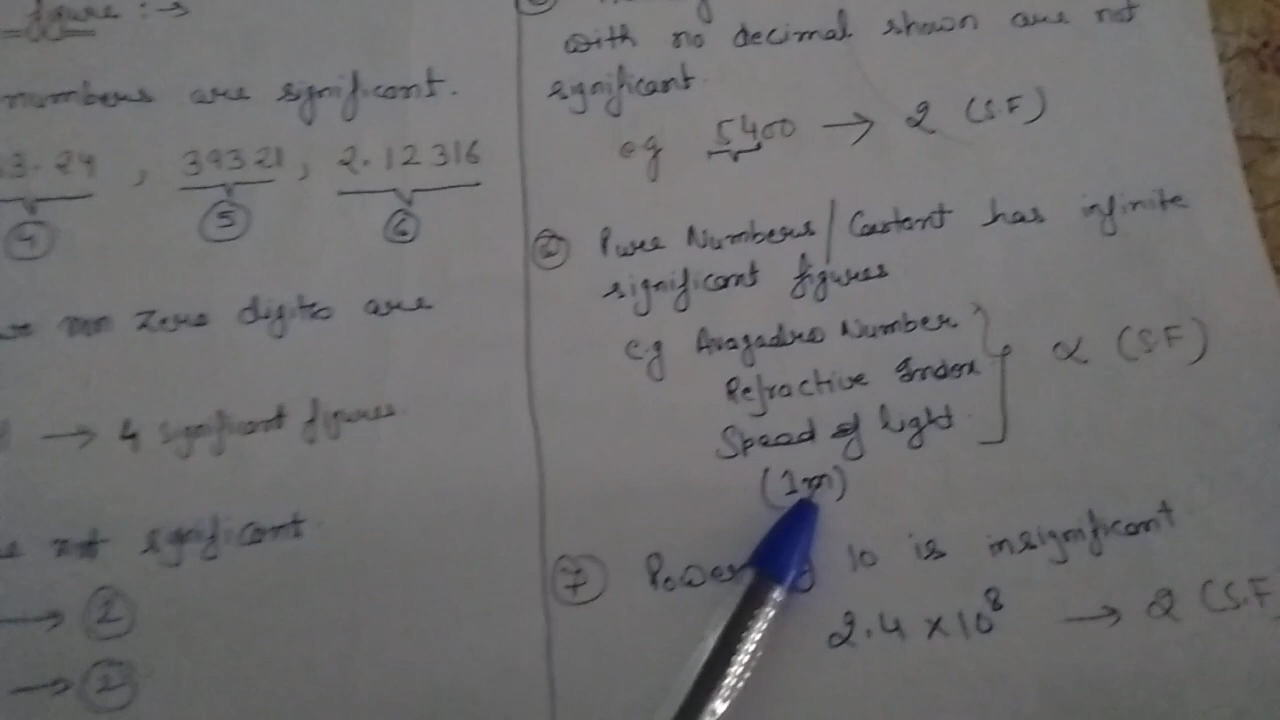 figure :→
numbers are significant.
3.24 , 39321 , 2.12316
4 5 6
non zero digits are
→ 4 significant figures
not significant
→ 2
→ 2
with no decimal shown are not
significant.
eg 5400 → 2 (S.F)
Pure Numbers/Constant has infinite
significant figures
e.g Avagadro Number
Refractive Index
Speed of light
∝ (S.F)
(1m)
7 Power 10 is insignificant
2.4 × 10⁸ → 2 (S.F